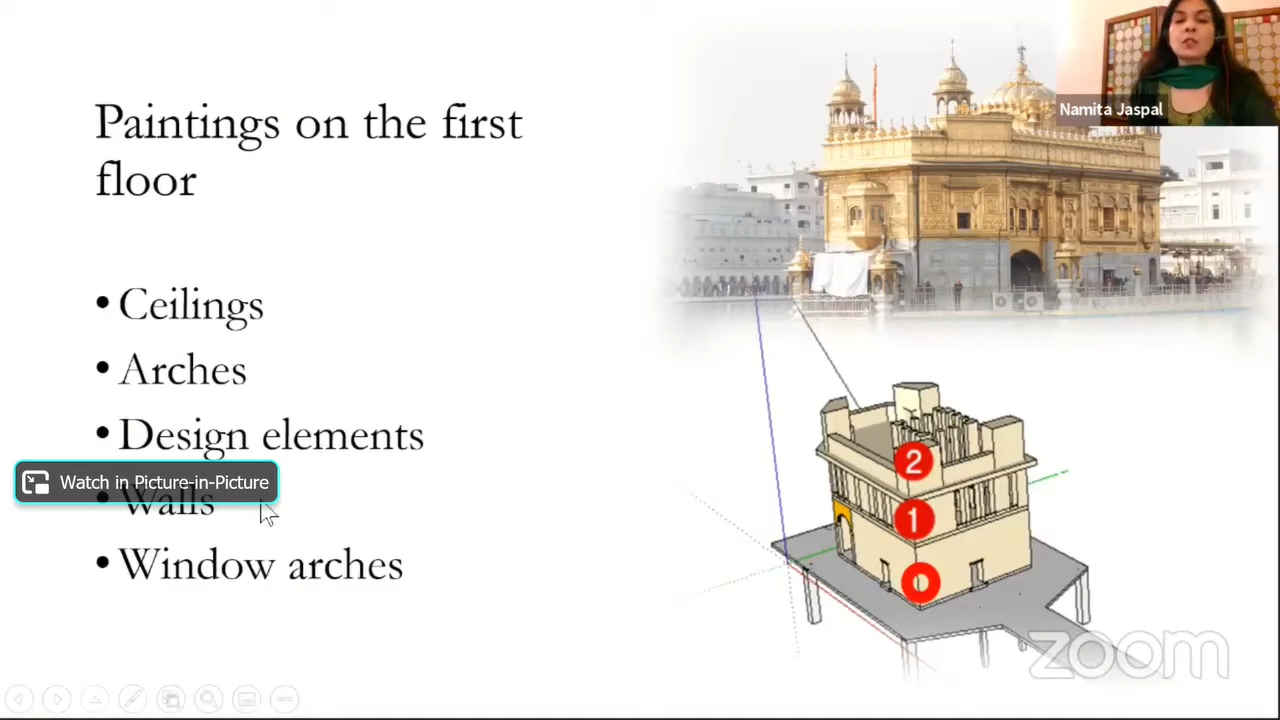 Paintings on the first
floor
• Ceilings
• Arches
• Design elements
Watch in Picture-in-Picture
• Walls
• Window arches
Namita Jaspal
2
1
0
zoom